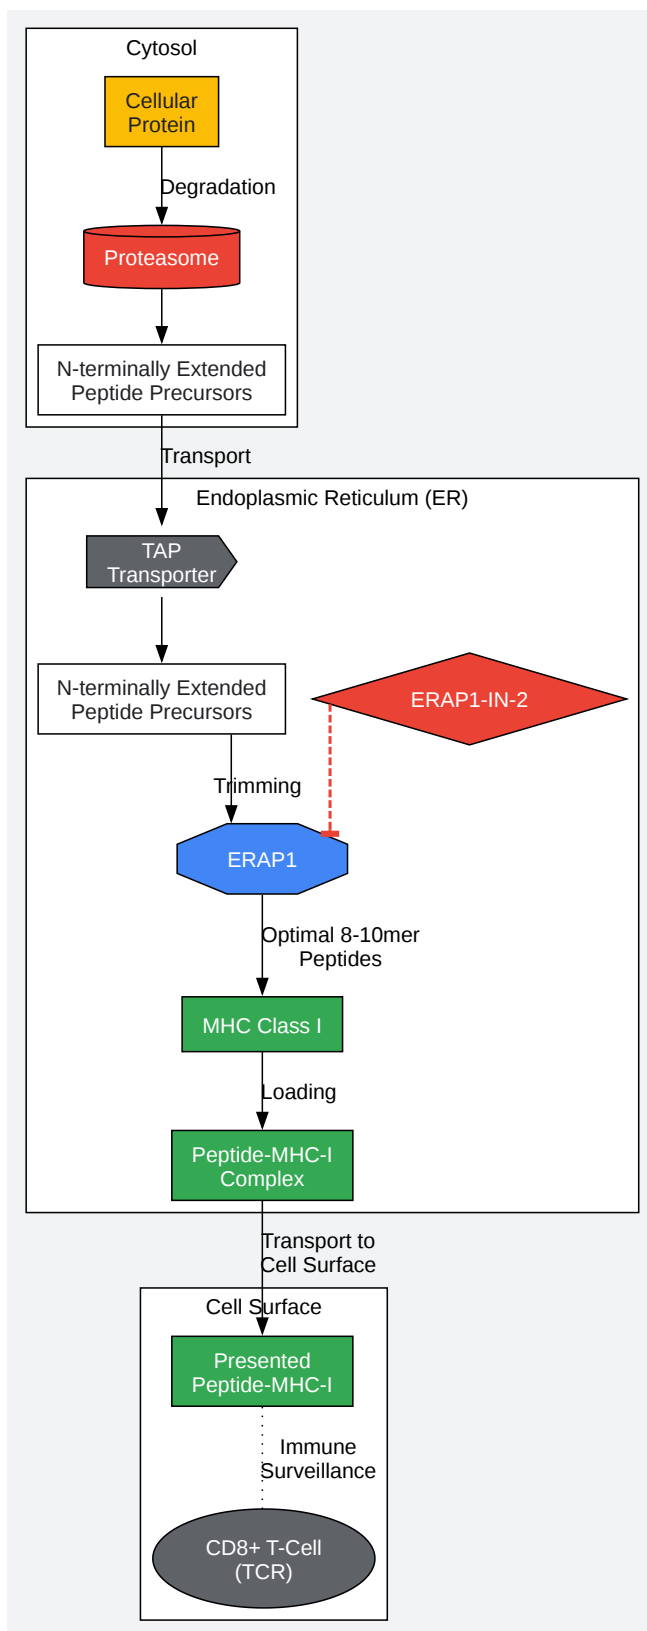 Cytosol
Cellular
Protein
Degradation
Proteasome
N-terminally Extended
Peptide Precursors
Transport
Endoplasmic Reticulum (ER)
TAP
Transporter
N-terminally Extended
Peptide Precursors
ERAP1-IN-2
Trimming
ERAP1
Optimal 8-10mer
Peptides
MHC Class I
Loading
Peptide-MHC-I
Complex
Transport to
Cell Surface
Cell Surface
Presented
Peptide-MHC-I
Immune
Surveillance
CD8+ T-Cell
(TCR)